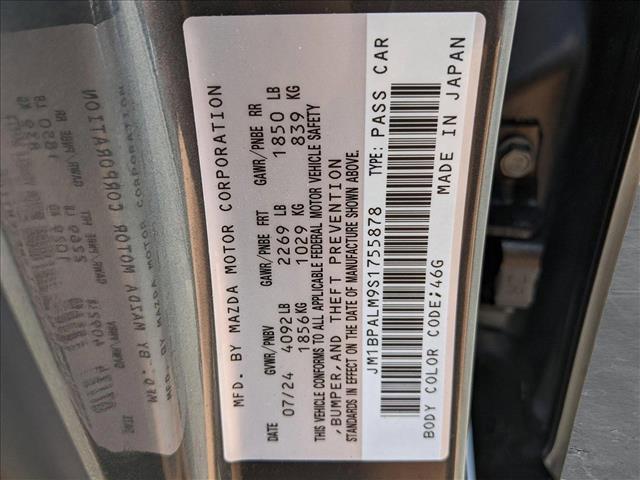 MFD. BY MAZDA MOTOR CORPORATION
DATE GVWR/PNBV GAWR/PNBE FRT GAWR/PNBE RR
07/24 4092LB 2269 LB 1850 LB
1856KG 1029 KG 839 KG
THIS VEHICLE CONFORMS TO ALL APPLICABLE FEDERAL MOTOR VEHICLE SAFETY
,BUMPER,AND THEFT PREVENTION
STANDARDS IN EFFECT ON THE DATE OF MANUFACTURE SHOWN ABOVE.
JM1BPALM9S1755878 TYPE: PASS CAR
BODY COLOR CODE:46G MADE IN JAPAN